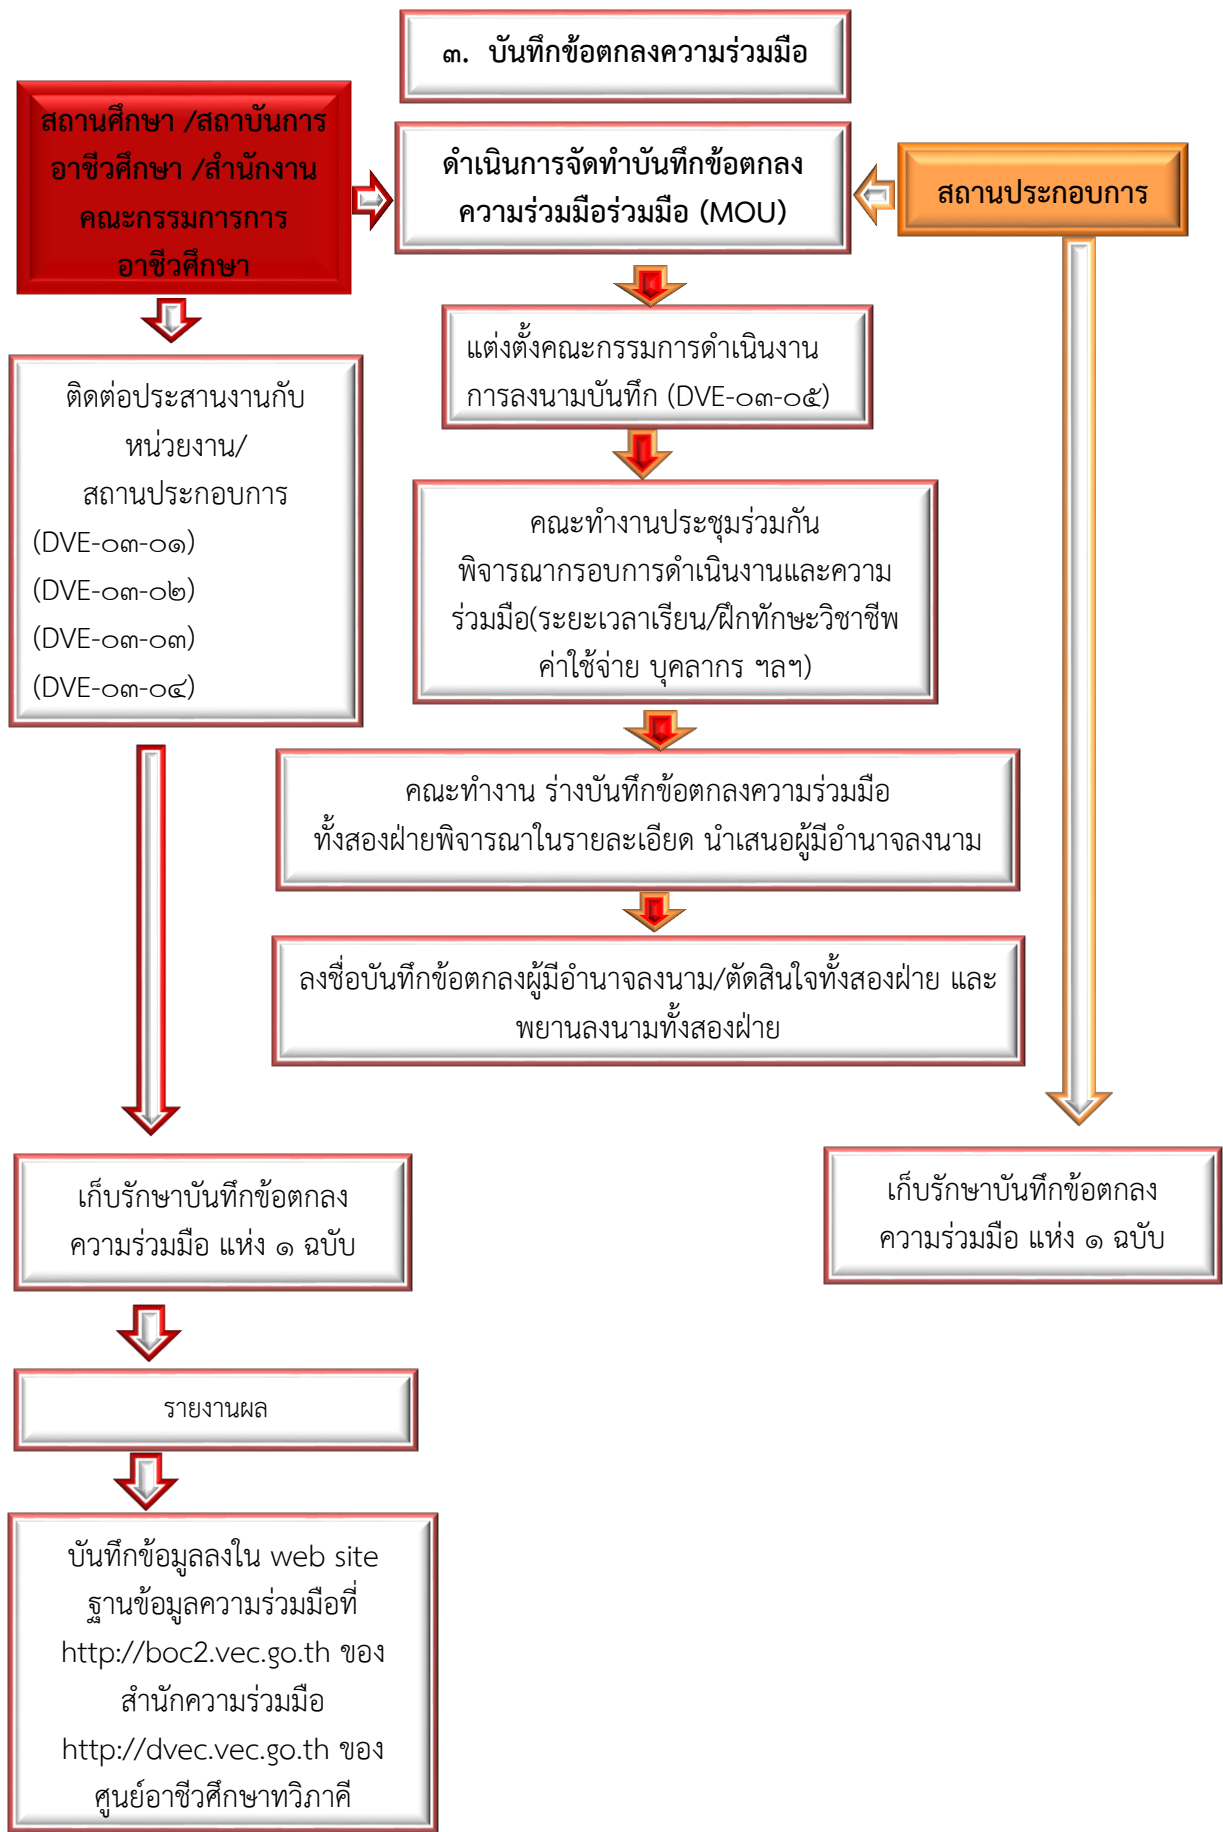 ๓. บันทึกข้อตกลงความร่วมมือ
สถานศึกษา /สถาบันการ
อาชีวศึกษา /สำนักงาน
คณะกรรมการการ
อาชีวศึกษา
ดำเนินการจัดทำบันทึกข้อตกลง
ความร่วมมือร่วมมือ (MOU)
สถานประกอบการ
แต่งตั้งคณะกรรมการดำเนินงาน
การลงนามบันทึก (DVE-๐๓-๐๕)
ติดต่อประสานงานกับ
หน่วยงาน/
สถานประกอบการ
(DVE-๐๓-๐๑)
(DVE-๐๓-๐๒)
(DVE-๐๓-๐๓)
(DVE-๐๓-๐๔)
คณะทำงานประชุมร่วมกัน
พิจารณากรอบการดำเนินงานและความ
ร่วมมือ(ระยะเวลาเรียน/ฝึกทักษะวิชาชีพ
ค่าใช้จ่าย บุคลากร ฯลฯ)
คณะทำงาน ร่างบันทึกข้อตกลงความร่วมมือ
ทั้งสองฝ่ายพิจารณาในรายละเอียด นำเสนอผู้มีอำนาจลงนาม
ลงชื่อบันทึกข้อตกลงผู้มีอำนาจลงนาม/ตัดสินใจทั้งสองฝ่าย และ
พยานลงนามทั้งสองฝ่าย
เก็บรักษาบันทึกข้อตกลง
ความร่วมมือ แห่ง ๑ ฉบับ
เก็บรักษาบันทึกข้อตกลง
ความร่วมมือ แห่ง ๑ ฉบับ
รายงานผล
บันทึกข้อมูลลงใน web site
ฐานข้อมูลความร่วมมือที่
http://boc2.vec.go.th ของ
สำนักความร่วมมือ
http://dvec.vec.go.th ของ
ศูนย์อาชีวศึกษาทวิภาคี